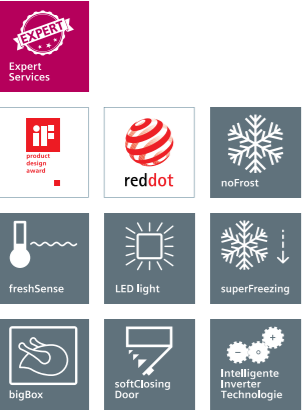 EXPERT
Expert
Services
iF
product
design
award
reddot
noFrost
freshSense
LED light
superFreezing
bigBox
softClosing
Door
Intelligente
Inverter
Technologie